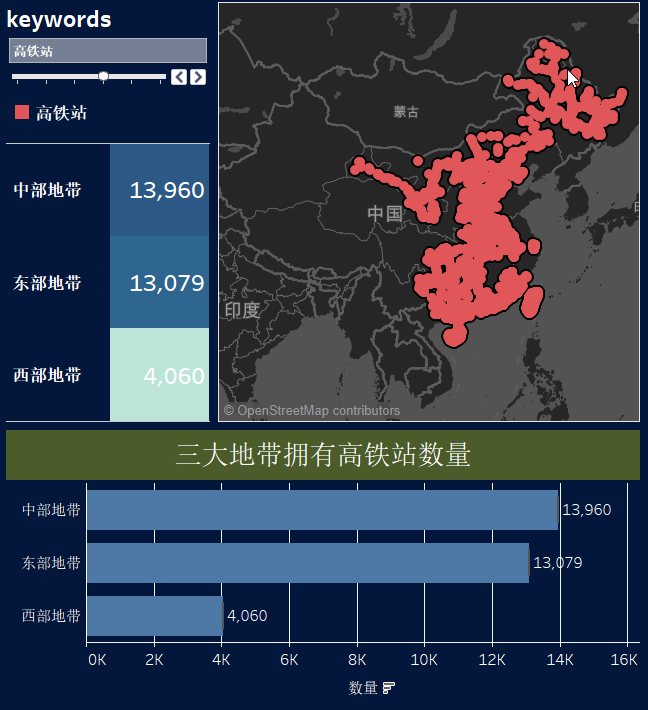 keywords
高铁站
高铁站
中部地带 13,960
东部地带 13,079
西部地带 4,060
蒙古
中国
印度
© OpenStreetMap contributors
三大地带拥有高铁站数量
中部地带 13,960
东部地带 13,079
西部地带 4,060
0K 2K 4K 6K 8K 10K 12K 14K 16K
数量